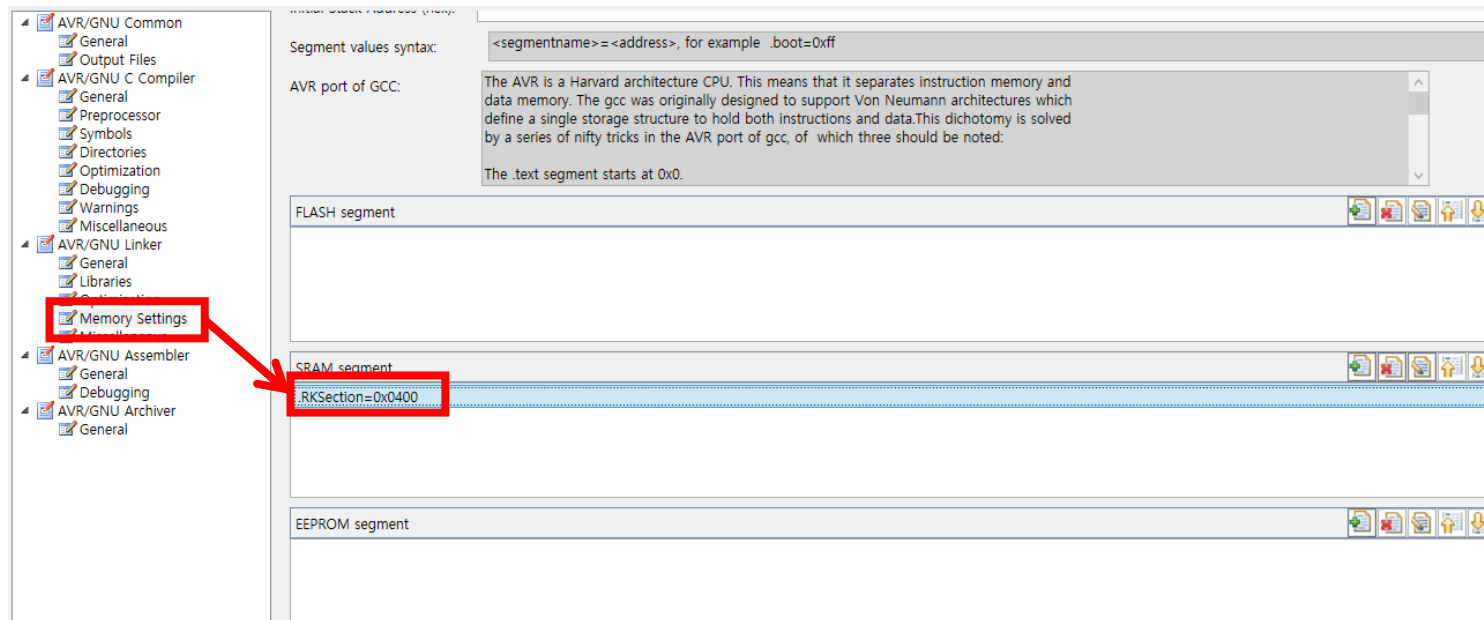 AVR/GNU Common
General
Output Files
AVR/GNU C Compiler
General
Preprocessor
Symbols
Directories
Optimization
Debugging
Warnings
Miscellaneous
AVR/GNU Linker
General
Libraries
Optimization
Memory Settings
Miscellaneous
AVR/GNU Assembler
General
Debugging
AVR/GNU Archiver
General
Initial Stack Address (hex):
Segment values syntax:
<segmentname>=<address>, for example .boot=0xff
AVR port of GCC:
The AVR is a Harvard architecture CPU. This means that it separates instruction memory and
data memory. The gcc was originally designed to support Von Neumann architectures which
define a single storage structure to hold both instructions and data.This dichotomy is solved
by a series of nifty tricks in the AVR port of gcc, of which three should be noted:
The .text segment starts at 0x0.
FLASH segment
SRAM segment
.RKSection=0x0400
EEPROM segment